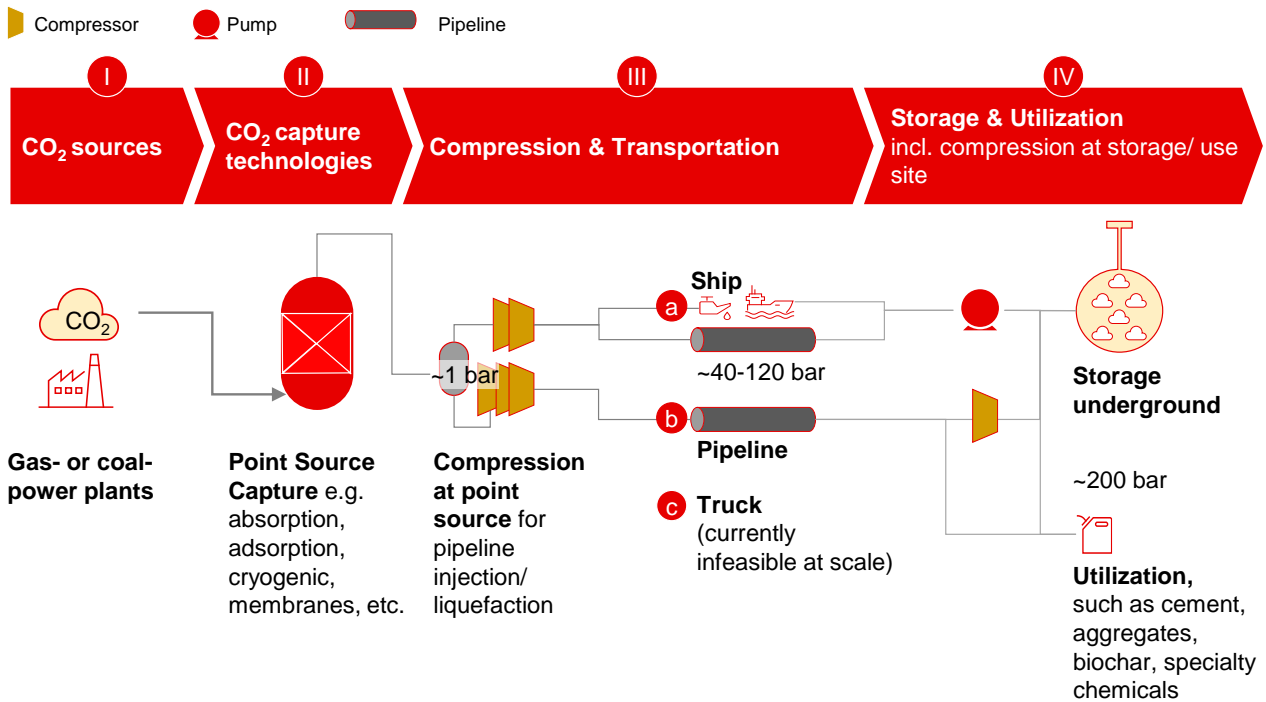 Compressor
Pump
Pipeline
I
II
III
IV
CO₂ sources
CO₂ capture
technologies
Compression & Transportation
Storage & Utilization
incl. compression at storage/ use
site
CO₂
Gas- or coal-
power plants
Point Source
Capture e.g.
absorption,
adsorption,
cryogenic,
membranes, etc.
~1 bar
Compression
at point
source for
pipeline
injection/
liquefaction
a
Ship
~40-120 bar
b
Pipeline
c
Truck
(currently
infeasible at scale)
Storage
underground
~200 bar
Utilization,
such as cement,
aggregates,
biochar, specialty
chemicals